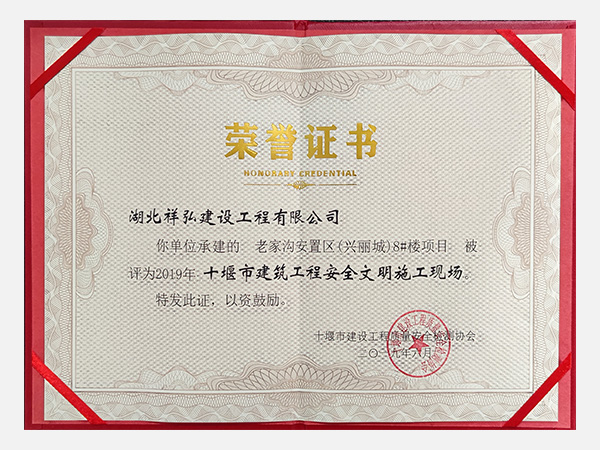 荣誉证书
HONORARY CREDENTIAL
湖北祥弘建设工程有限公司
你单位承建的 老家沟安置区(兴丽城)8#楼项目 被
评为2019年 十堰市建筑工程安全文明施工现场。
特发此证，以资鼓励。
十堰市建设工程质量安全检测协会
二〇一九年六月